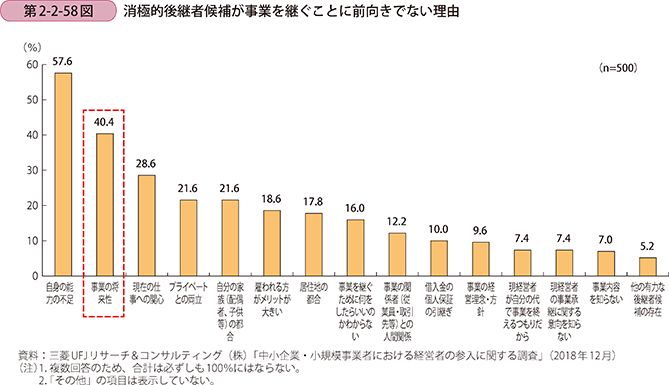 第2-2-58図 消極的後継者候補が事業を継ぐことに前向きでない理由
(%)
(n=500)
70
60
50
40
30
20
10
0
57.6
40.4
28.6
21.6
21.6
18.6
17.8
16.0
12.2
10.0
9.6
7.4
7.4
7.0
5.2
自身の能
力の不足
事業の将
来性
現在の仕
事への関心
プライベート
との両立
自分の家
族（配偶
者、子供
等）の都
合
雇われる方
がメリットが
大きい
居住地の
都合
事業を継ぐ
ために何を
したらいいの
かわからな
い
事業の関
係者（従
業員・取引
先等）との
人間関係
借入金の
個人保証
の引継ぎ
事業の経
営理念・方
針
現経営者
が自分の代
で事業を終
えるつもりだから
現経営者
の事業承
継に関する
意向を知らない
事業内容
を知らない
他の有力な
後継者候
補の存在
資料：三菱UFJリサーチ＆コンサルティング（株）「中小企業・小規模事業者における経営者の参入に関する調査」（2018年12月）
（注）1. 複数回答のため、合計は必ずしも100%にはならない。
2.「その他」の項目は表示していない。